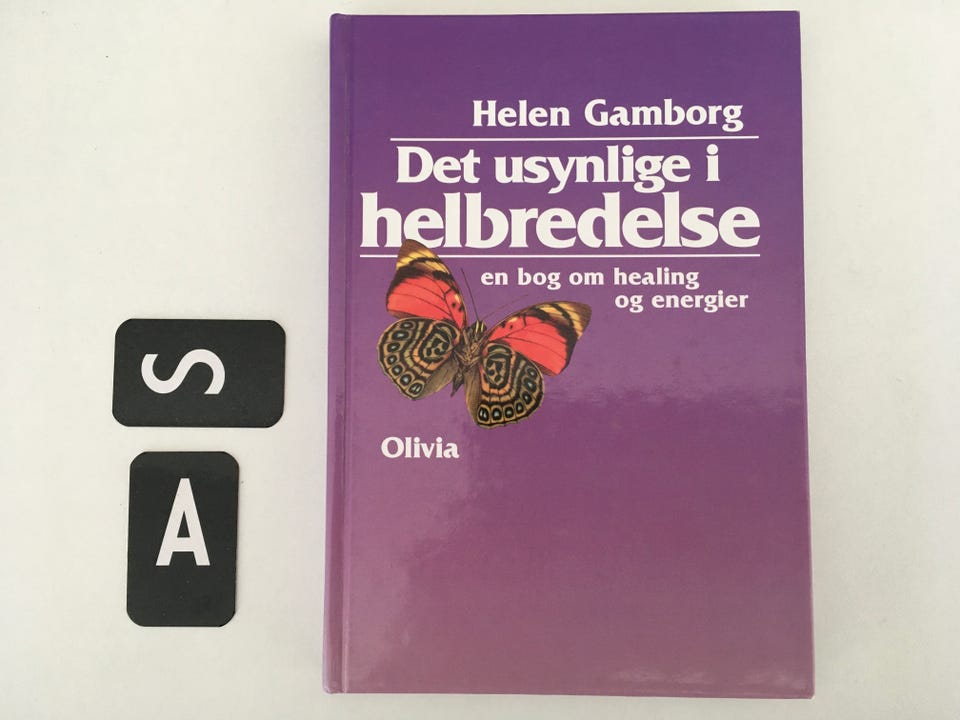 Helen Gamborg
Det usynlige i
helbredelse
en bog om healing
og energier
Olivia
S
A